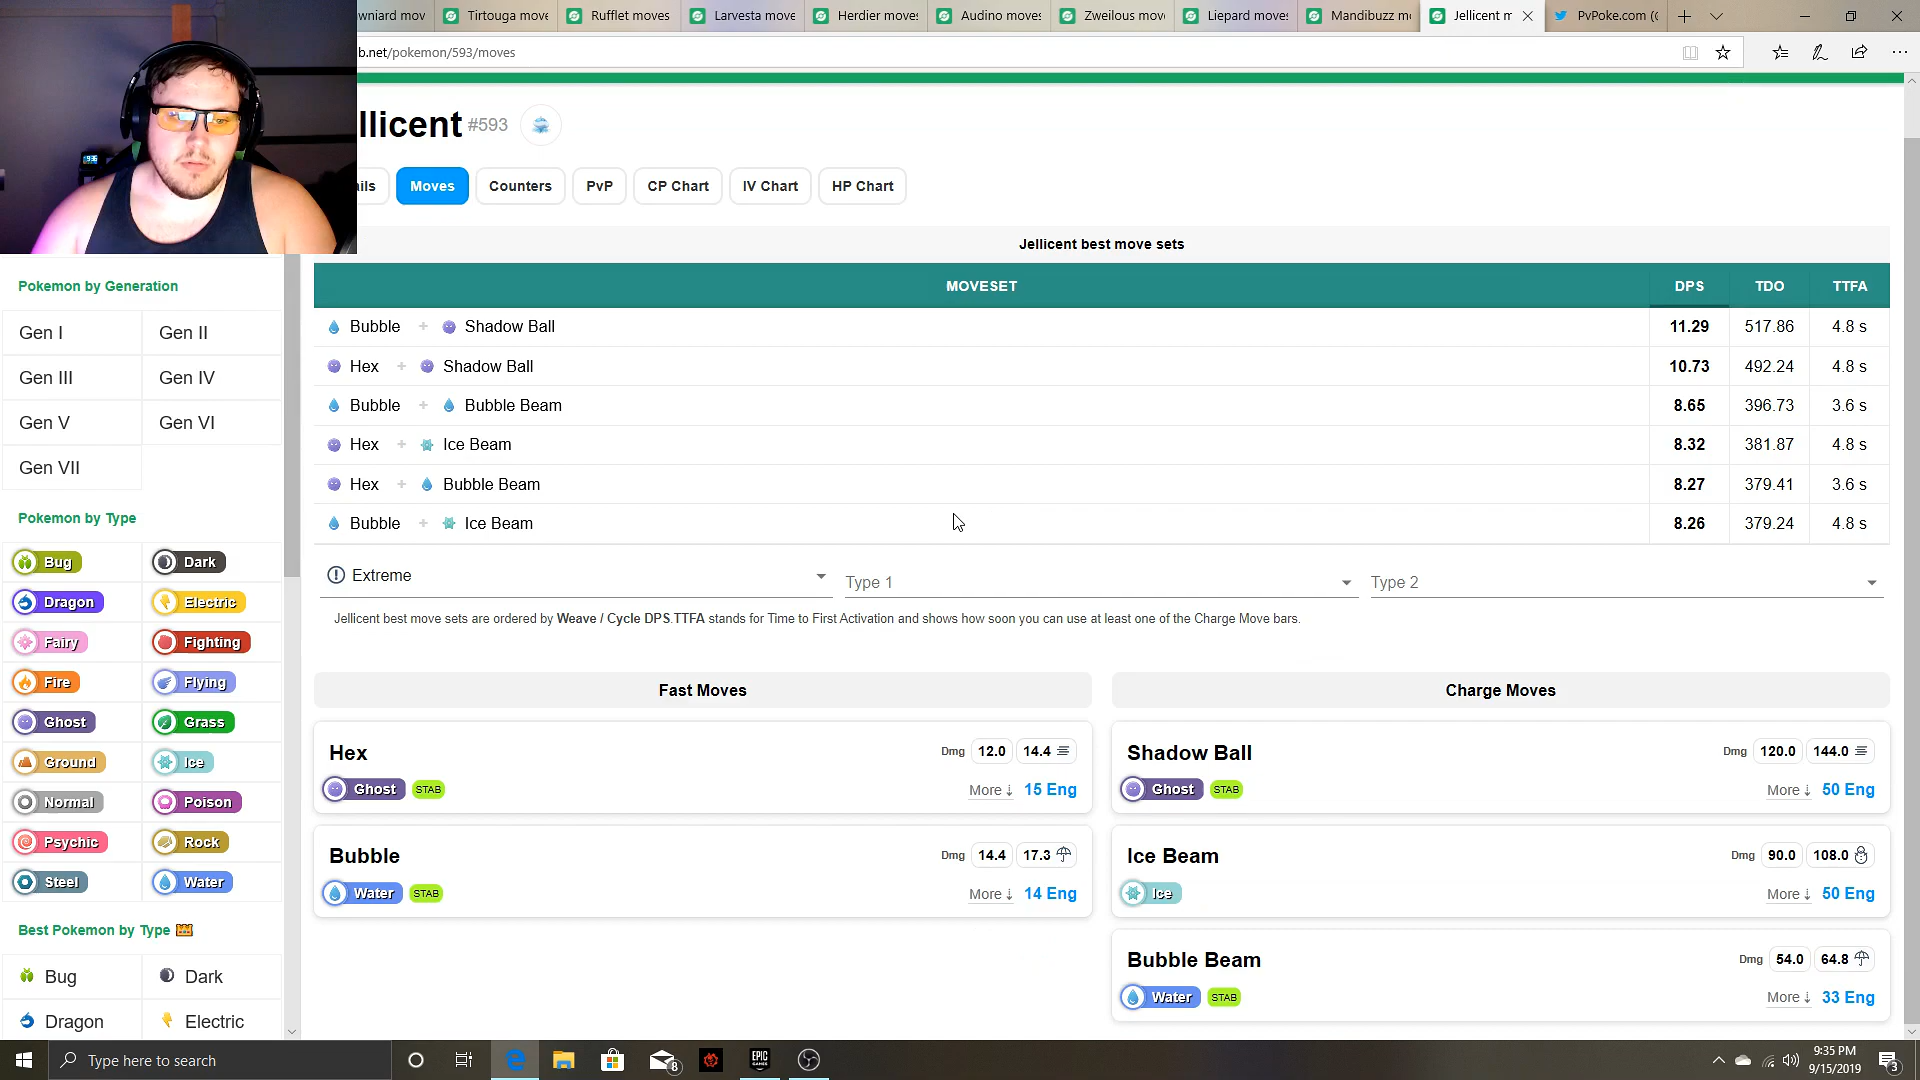 wniard mov Tirtouga move Rufflet moves Larvesta move Herdier moves Audino moves Zweilous mov Liepard moves Mandibuzz m Jellicent m PvPoke.com (
b.net/pokemon/593/moves
llicent #593
ails Moves Counters PvP CP Chart IV Chart HP Chart
Jellicent best move sets
MOVESET DPS TDO TTFA
Bubble + Shadow Ball 11.29 517.86 4.8 s
Hex + Shadow Ball 10.73 492.24 4.8 s
Bubble + Bubble Beam 8.65 396.73 3.6 s
Hex + Ice Beam 8.32 381.87 4.8 s
Hex + Bubble Beam 8.27 379.41 3.6 s
Bubble + Ice Beam 8.26 379.24 4.8 s
Extreme Type 1 Type 2
Jellicent best move sets are ordered by Weave / Cycle DPS.TTFA stands for Time to First Activation and shows how soon you can use at least one of the Charge Move bars.
Fast Moves
Hex Dmg 12.0 14.4
Ghost STAB More ↓ 15 Eng
Bubble Dmg 14.4 17.3
Water STAB More ↓ 14 Eng
Charge Moves
Shadow Ball Dmg 120.0 144.0
Ghost STAB More ↓ 50 Eng
Ice Beam Dmg 90.0 108.0
Ice More ↓ 50 Eng
Bubble Beam Dmg 54.0 64.8
Water STAB More ↓ 33 Eng
Pokemon by Generation
Gen I Gen II
Gen III Gen IV
Gen V Gen VI
Gen VII
Pokemon by Type
Bug Dark
Dragon Electric
Fairy Fighting
Fire Flying
Ghost Grass
Ground Ice
Normal Poison
Psychic Rock
Steel Water
Best Pokemon by Type
Bug Dark
Dragon Electric
Type here to search
8
EPIC GAMES
9:35 PM
9/15/2019
3